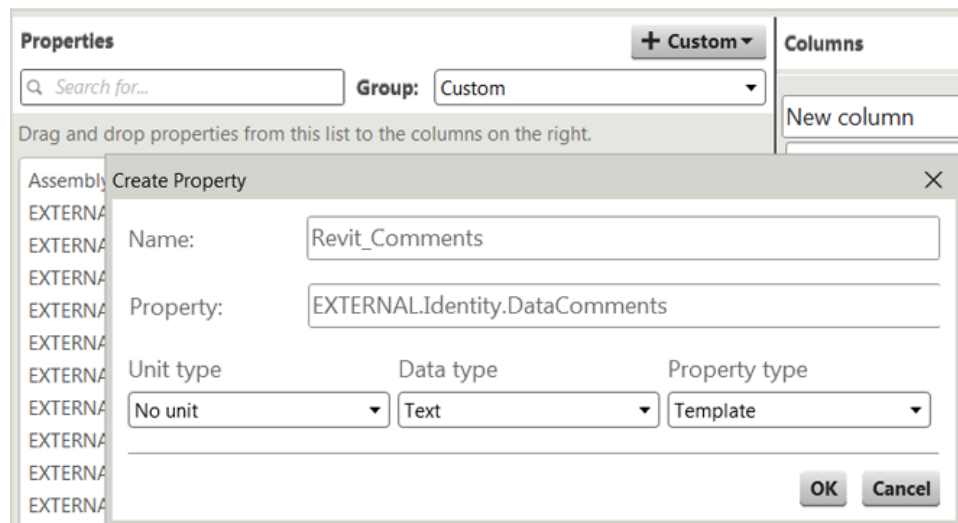 Properties
+ Custom
Columns
Search for...
Group:
Custom
New column
Drag and drop properties from this list to the columns on the right.
Assembly
Create Property
EXTERNA
Name:
Revit_Comments
EXTERNA
EXTERNA
Property:
EXTERNAL.Identity.DataComments
EXTERNA
EXTERNA
Unit type
Data type
Property type
EXTERNA
No unit
Text
Template
EXTERNA
EXTERNA
EXTERNA
OK
Cancel
EXTERNA